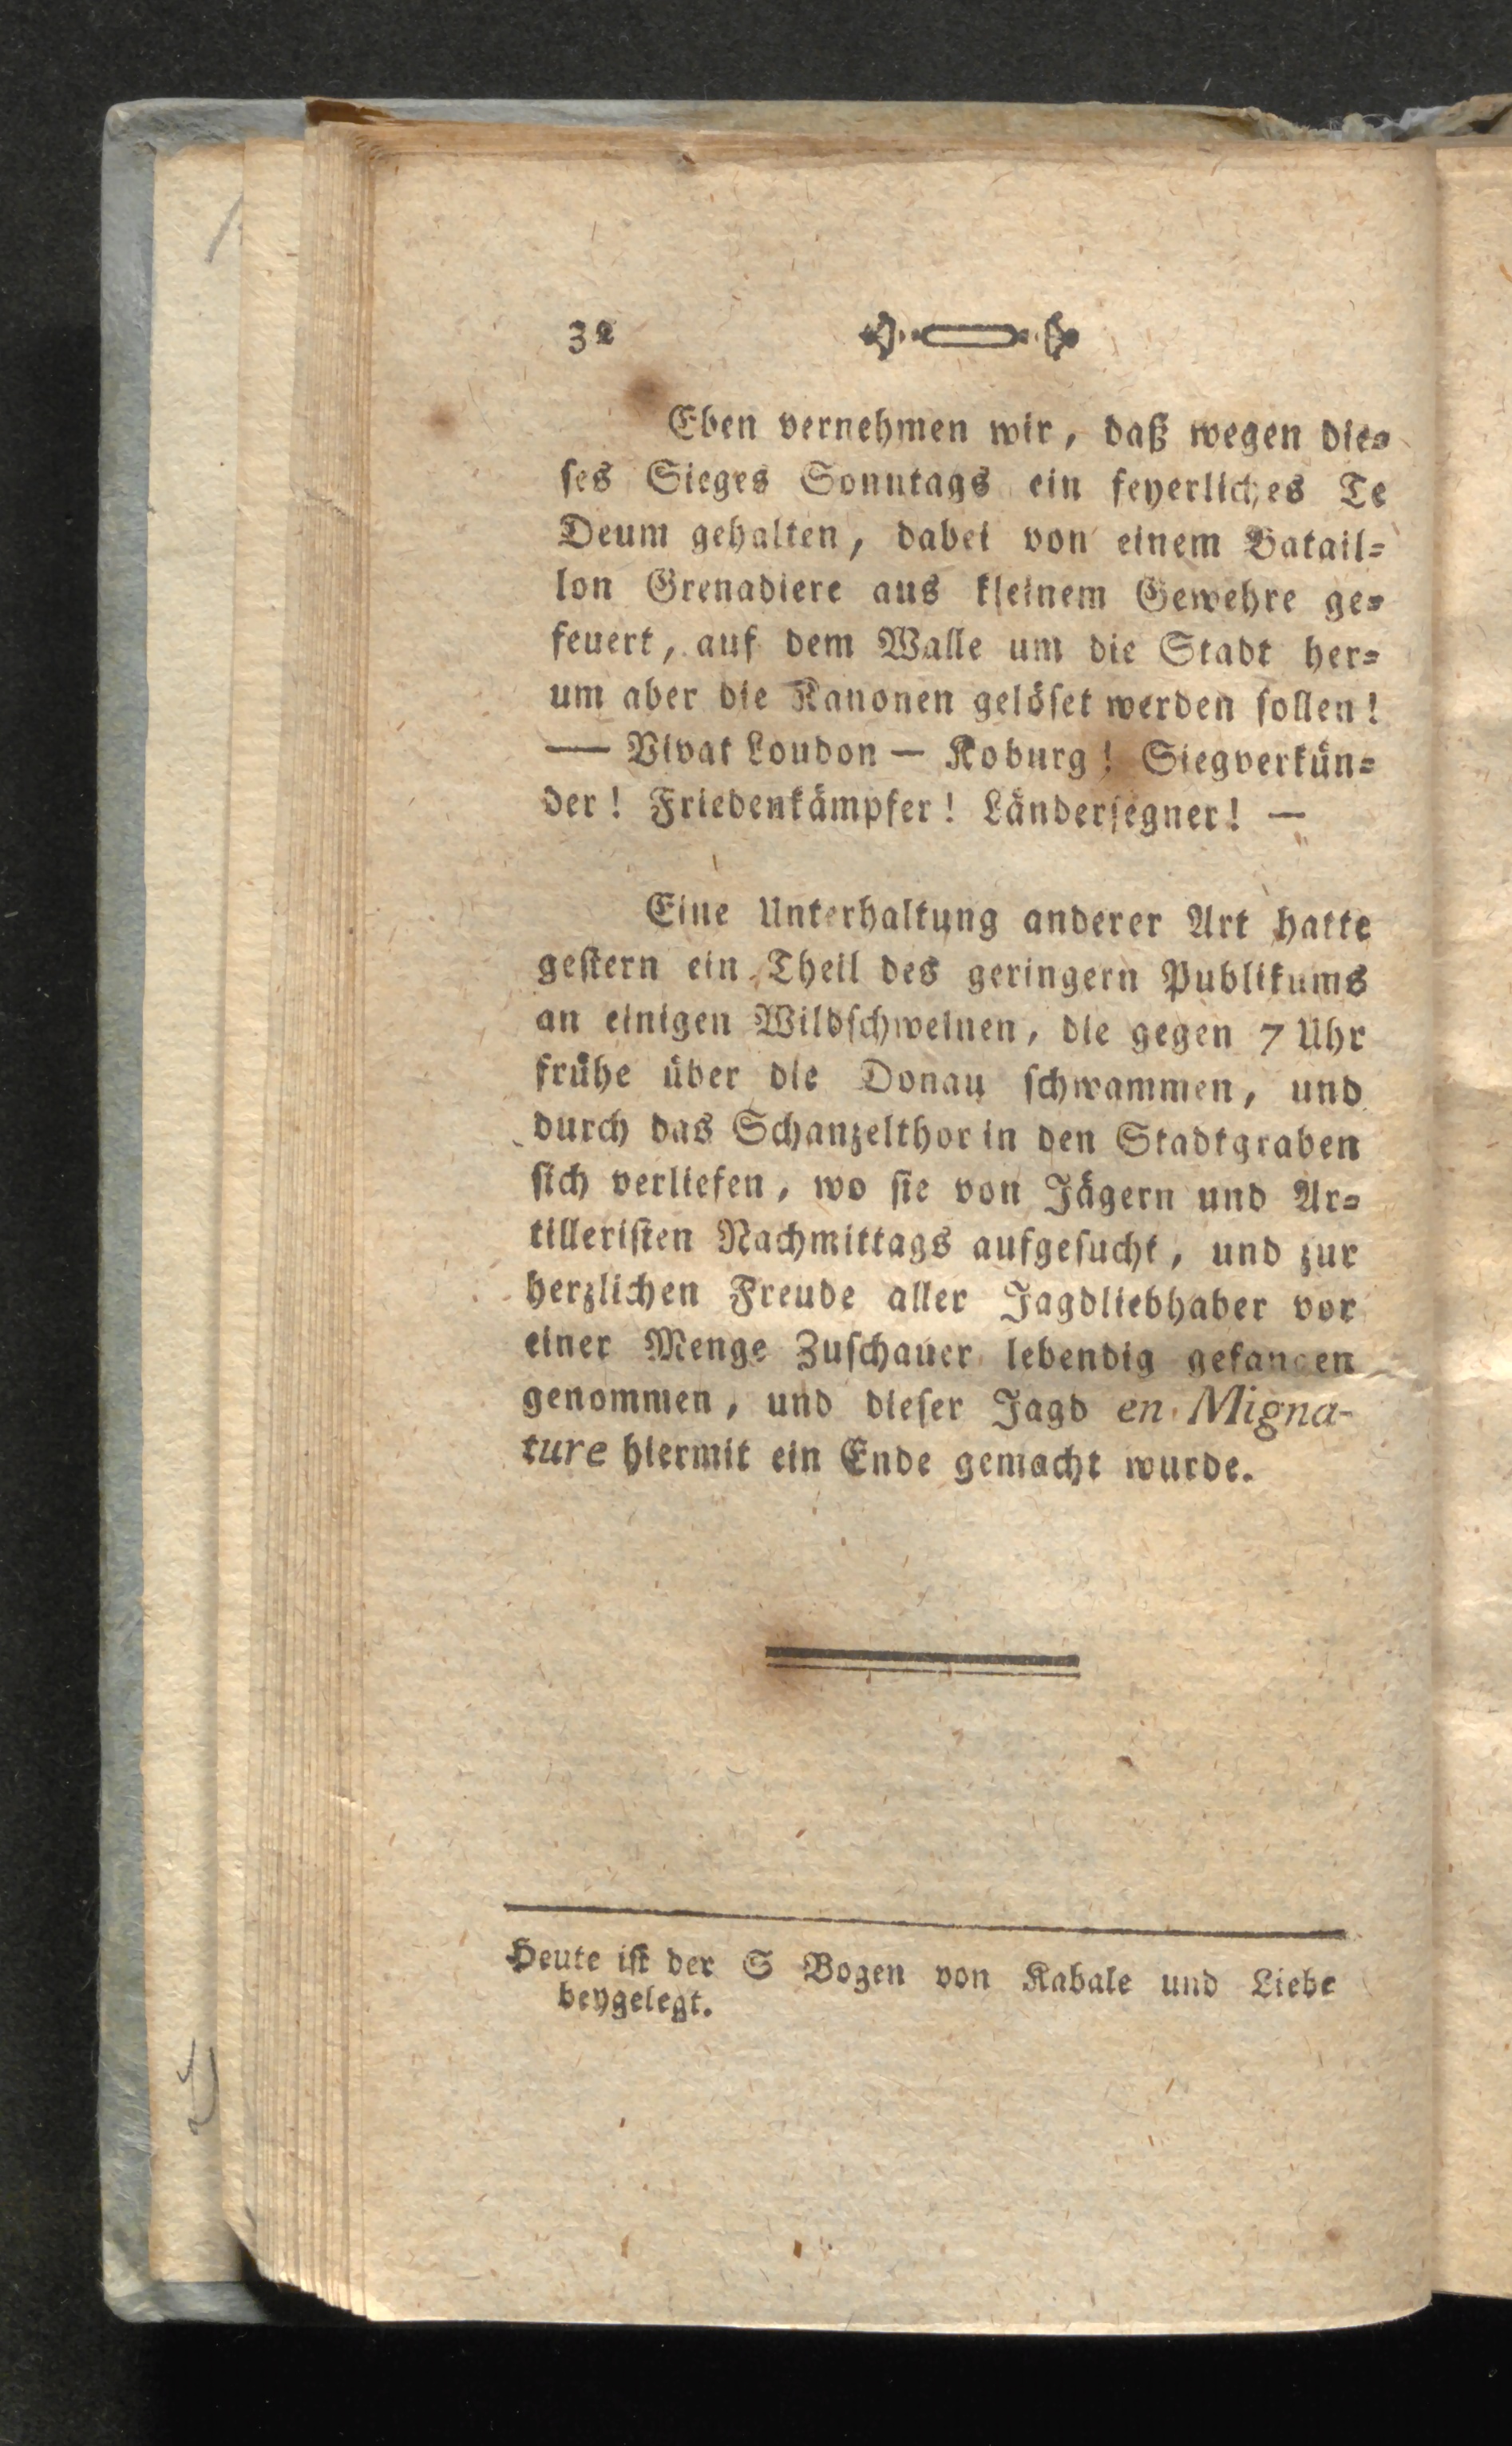 32
Eben vernehmen wir, daß wegen die=
ses Sieges Sonntags ein feyerliches Te
Deum gehalten, dabei von einem Batail=
lon Grenadiere aus kleinem Gewehre ge=
feuert, auf dem Walle um die Stadt her=
um aber die Kanonen gelöset werden sollen!
— Vivat Loudon — Koburg! Siegverkün=
der! Friedenkämpfer! Ländersegner! —
Eine Unterhaltung anderer Art hatte
gestern ein Theil des geringern Publikums
an einigen Wildschweinen, die gegen 7 Uhr
frühe über die Donau schwammen, und
durch das Schanzelthor in den Stadtgraben
sich verliefen, wo sie von Jägern und Ar=
tilleristen Nachmittags aufgesucht, und zur
herzlichen Freude aller Jagdliebhaber vor
einer Menge Zuschauer lebendig gefangen
genommen, und dieser Jagd en Migna-
ture hiermit ein Ende gemacht wurde.
Heute ist der S Bogen von Kabale und Liebe
beygelegt.